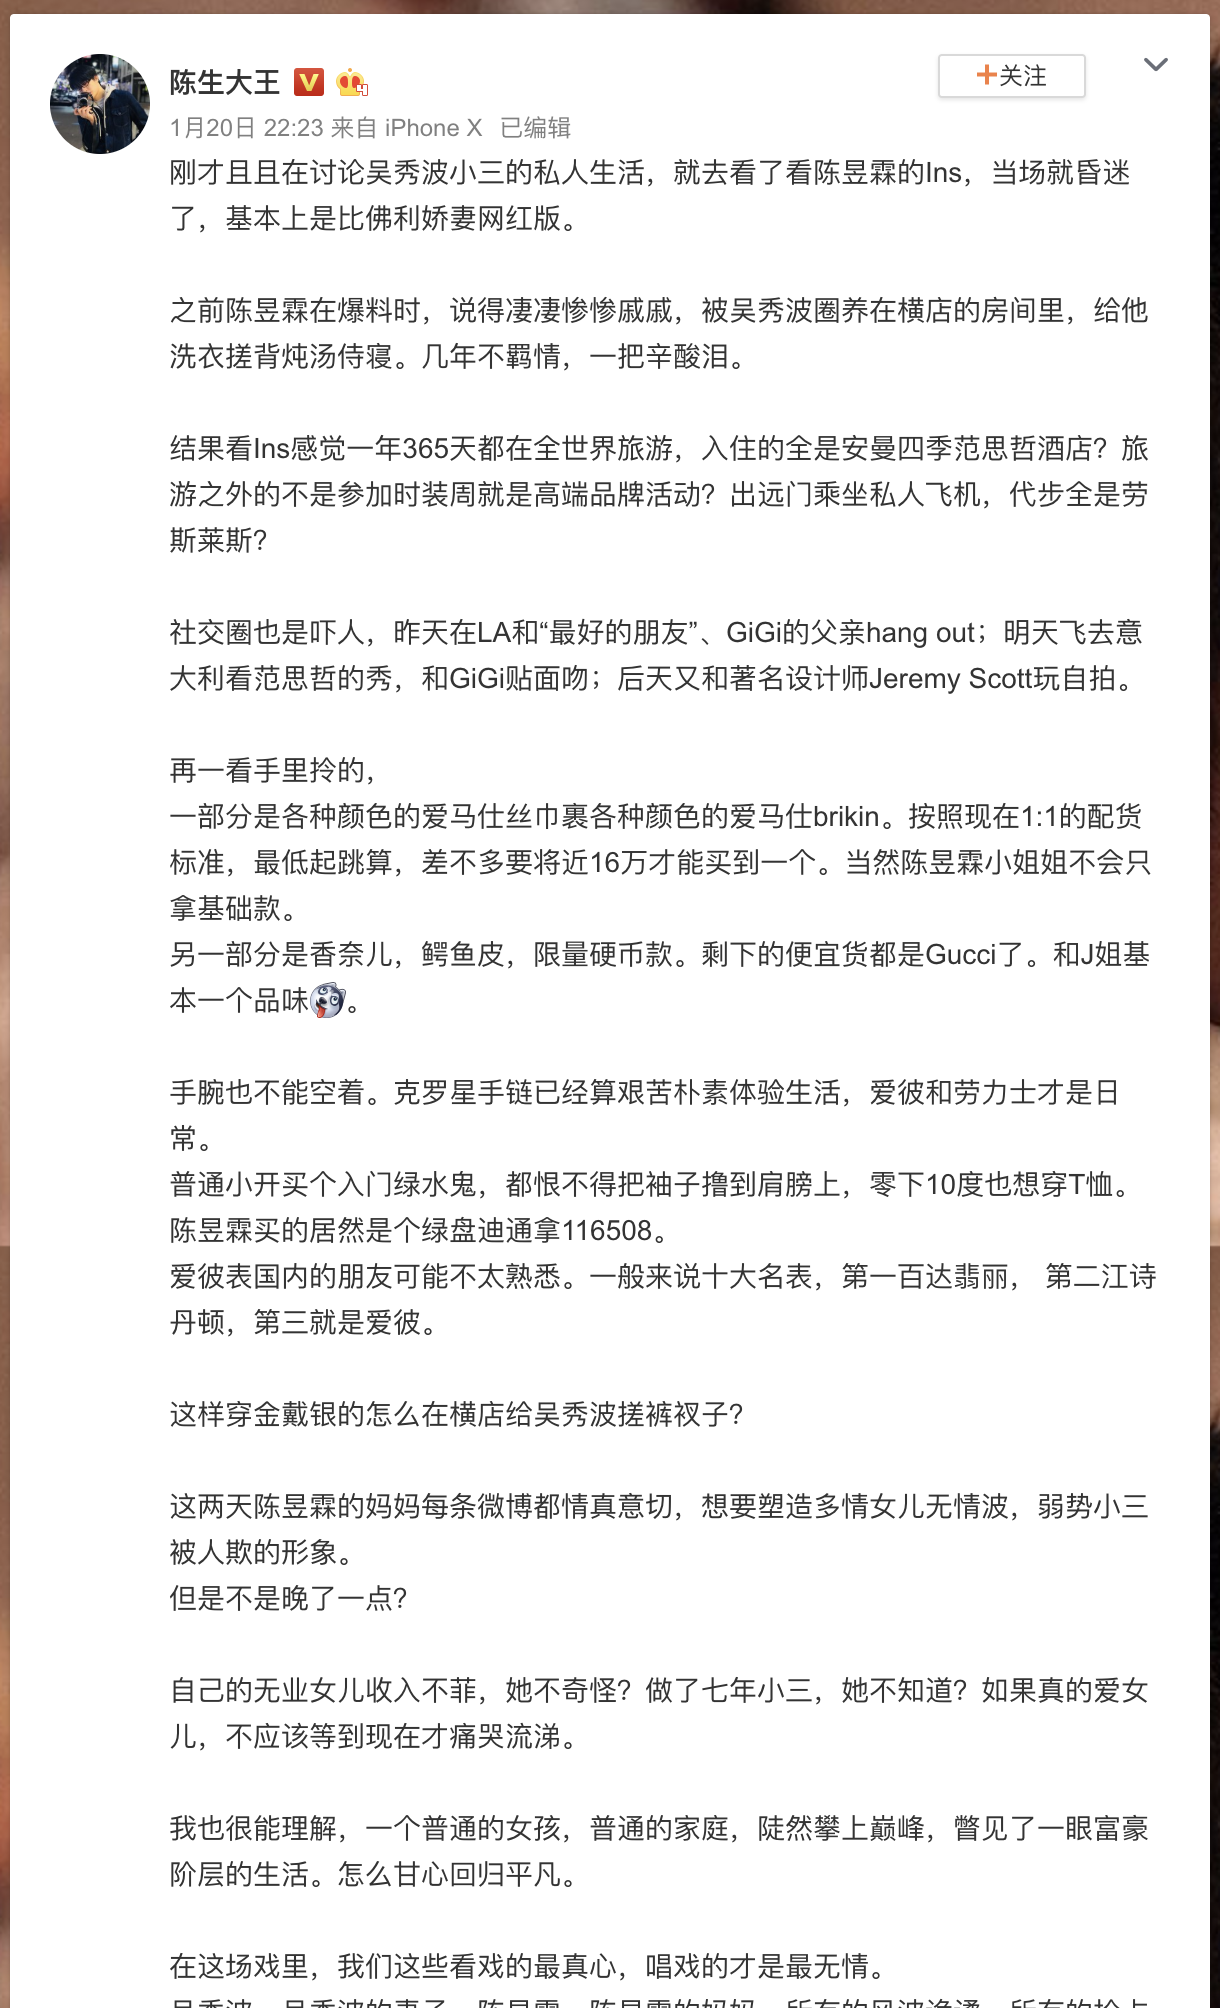 陈生大王
+关注
1月20日 22:23 来自 iPhone X 已编辑
刚才且且在讨论吴秀波小三的私人生活，就去看了看陈昱霖的Ins，当场就昏迷
了，基本上是比佛利娇妻网红版。
之前陈昱霖在爆料时，说得凄凄惨惨戚戚，被吴秀波圈养在横店的房间里，给他
洗衣搓背炖汤侍寝。几年不羁情，一把辛酸泪。
结果看Ins感觉一年365天都在全世界旅游，入住的全是安曼四季范思哲酒店？旅
游之外的不是参加时装周就是高端品牌活动？出远门乘坐私人飞机，代步全是劳
斯莱斯？
社交圈也是吓人，昨天在LA和“最好的朋友”、GiGi的父亲hang out；明天飞去意
大利看范思哲的秀，和GiGi贴面吻；后天又和著名设计师Jeremy Scott玩自拍。
再一看手里拎的，
一部分是各种颜色的爱马仕丝巾裹各种颜色的爱马仕brikin。按照现在1:1的配货
标准，最低起跳算，差不多要将近16万才能买到一个。当然陈昱霖小姐姐不会只
拿基础款。
另一部分是香奈儿，鳄鱼皮，限量硬币款。剩下的便宜货都是Gucci了。和J姐基
本一个品味。
手腕也不能空着。克罗星手链已经算艰苦朴素体验生活，爱彼和劳力士才是日
常。
普通小开买个入门绿水鬼，都恨不得把袖子撸到肩膀上，零下10度也想穿T恤。
陈昱霖买的居然是个绿盘迪通拿116508。
爱彼表国内的朋友可能不太熟悉。一般来说十大名表，第一百达翡丽， 第二江诗
丹顿，第三就是爱彼。
这样穿金戴银的怎么在横店给吴秀波搓裤衩子？
这两天陈昱霖的妈妈每条微博都情真意切，想要塑造多情女儿无情波，弱势小三
被人欺的形象。
但是不是晚了一点？
自己的无业女儿收入不菲，她不奇怪？做了七年小三，她不知道？如果真的爱女
儿，不应该等到现在才痛哭流涕。
我也很能理解，一个普通的女孩，普通的家庭，陡然攀上巅峰，瞥见了一眼富豪
阶层的生活。怎么甘心回归平凡。
在这场戏里，我们这些看戏的最真心，唱戏的才是最无情。